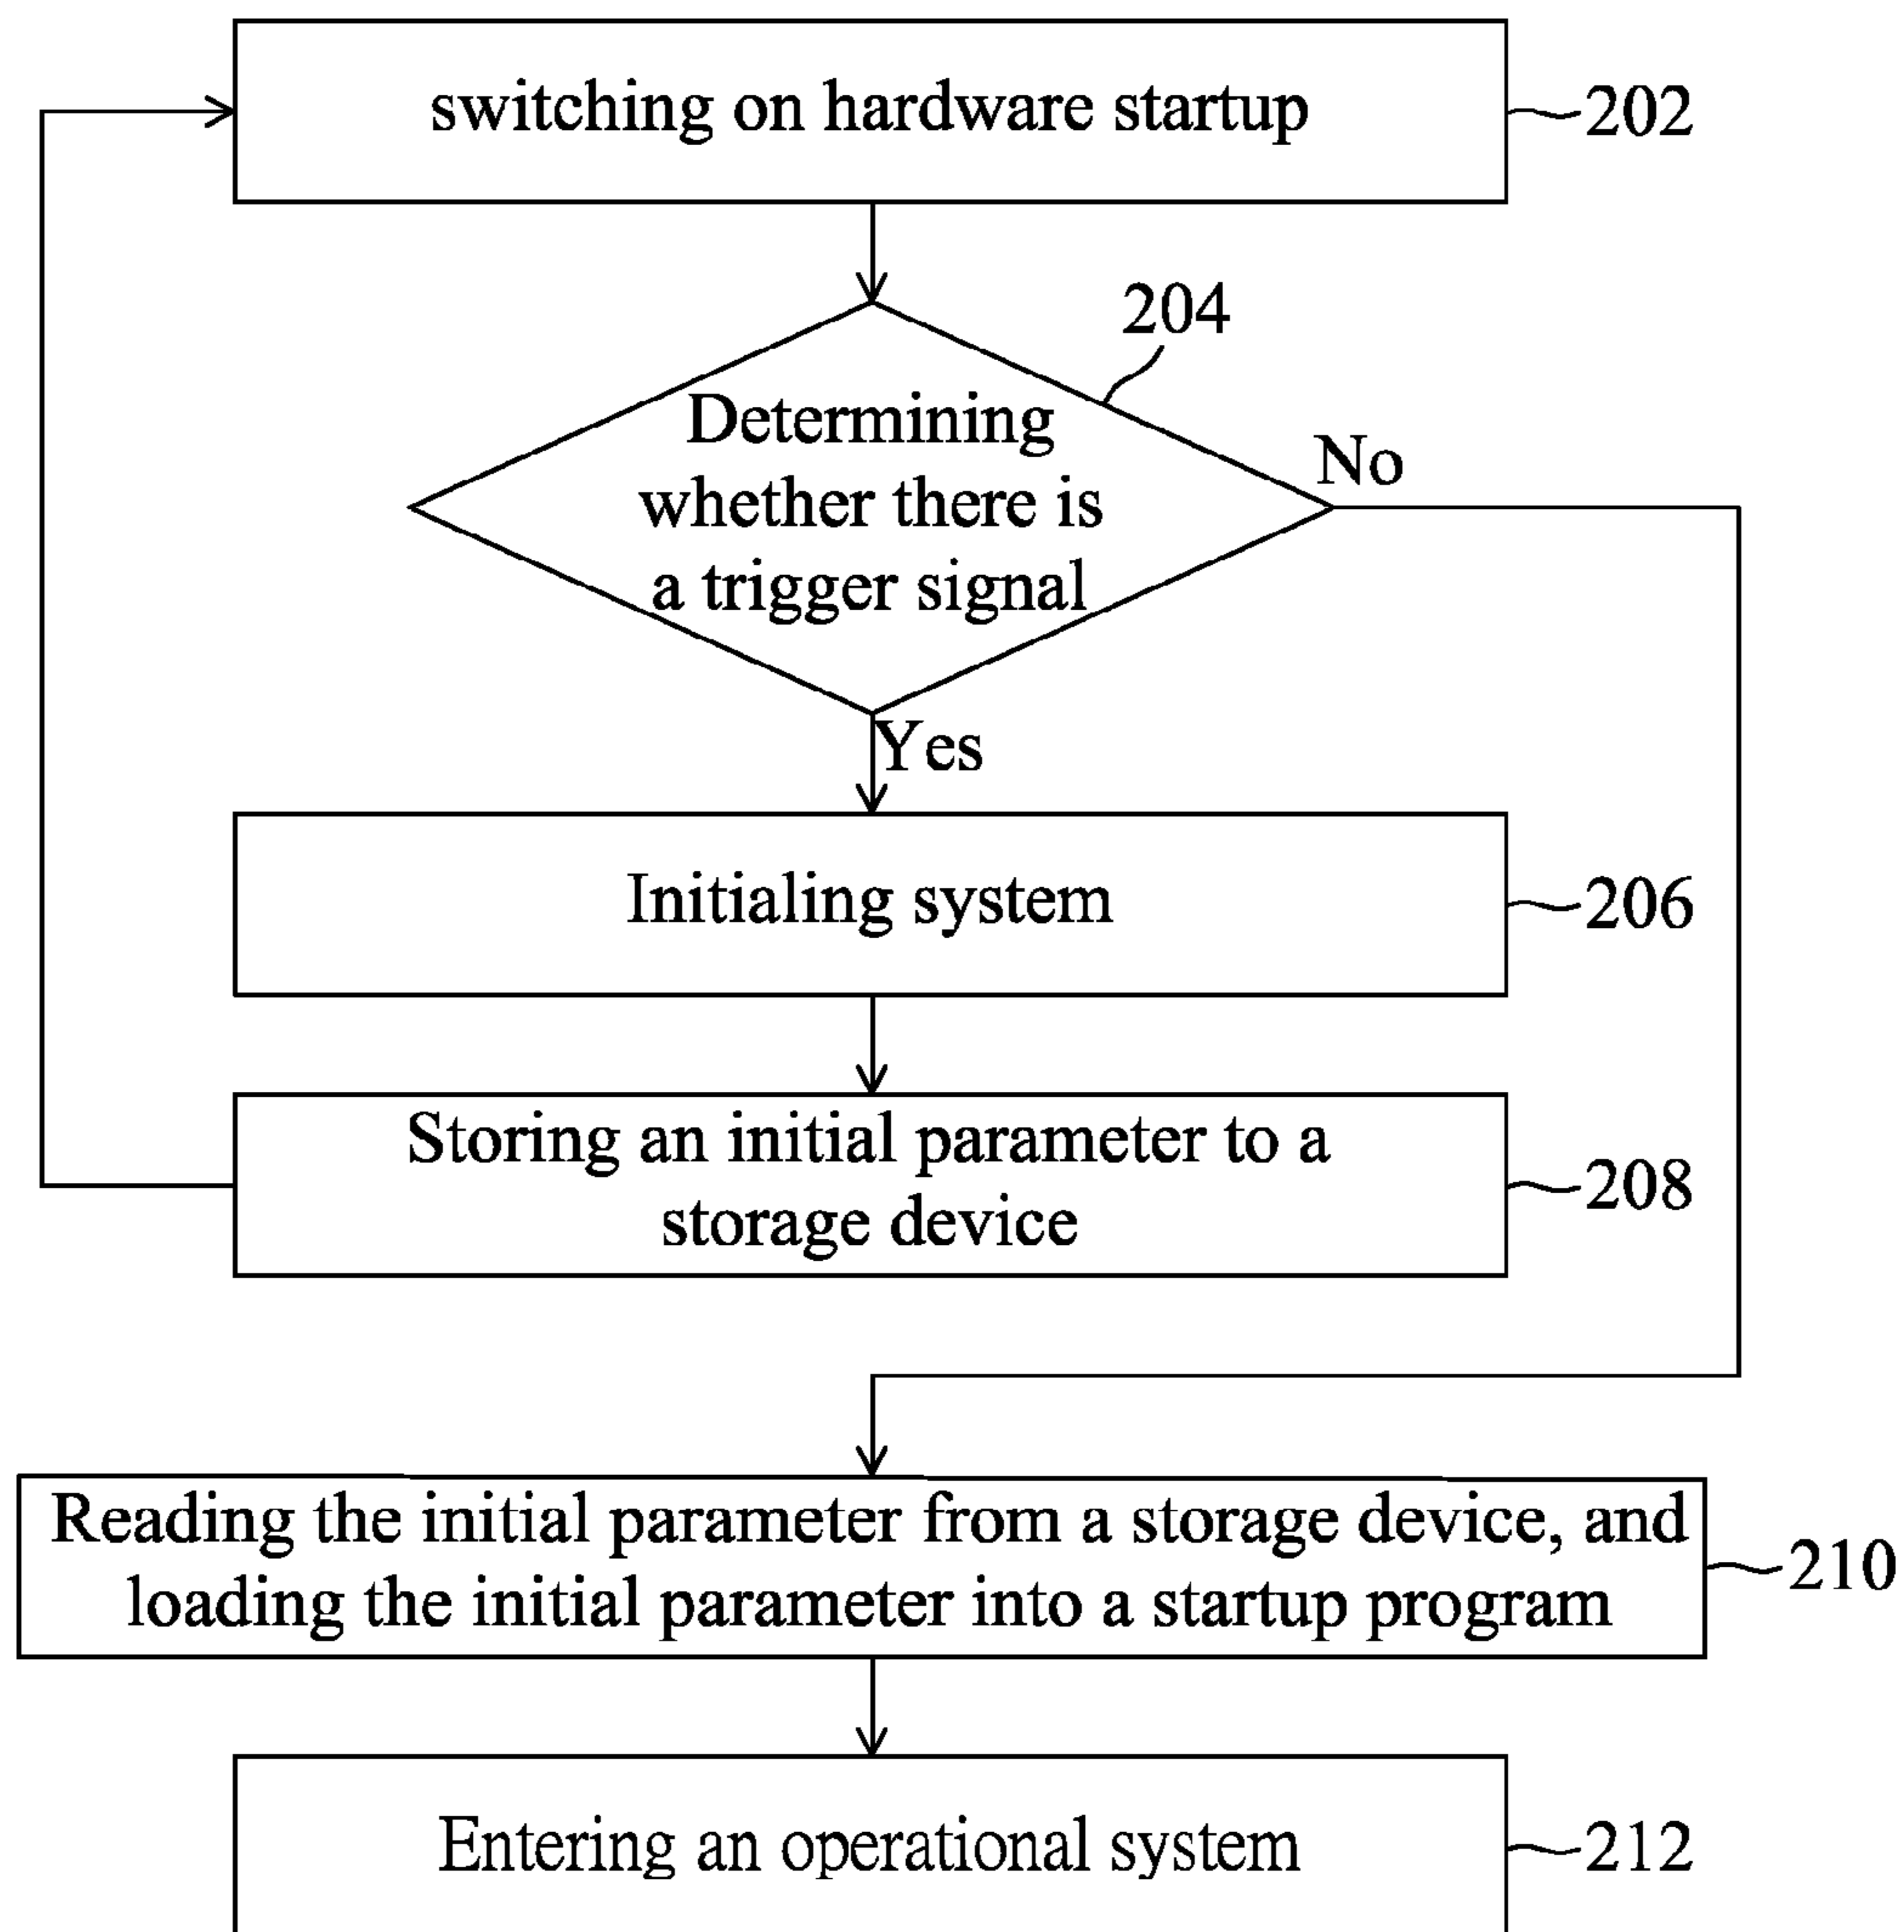 switching on hardware startup
202
204
Determining
whether there is
a trigger signal
No
Yes
Initialing system
206
Storing an initial parameter to a
storage device
208
Reading the initial parameter from a storage device, and
loading the initial parameter into a startup program
210
Entering an operational system
212